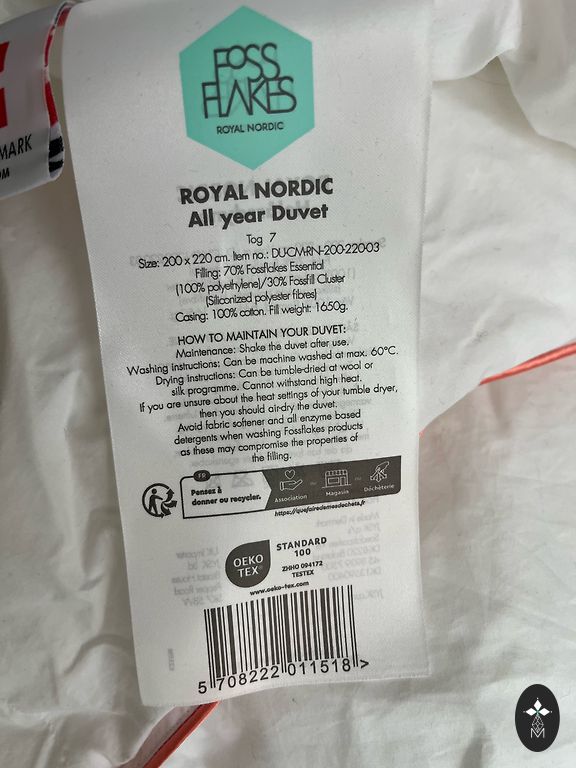 FOSS
FLAKES
ROYAL NORDIC
MARK
ROYAL NORDIC
All year Duvet
Tog 7
Size: 200 x 220 cm. Item no.: DUCM-RN-200-220-03
Filling: 70% Fossflakes Essential
(100% polyethylene)/30% Fossfill Cluster
(Siliconized polyester fibres)
Casing: 100% cotton. Fill weight: 1650g.
HOW TO MAINTAIN YOUR DUVET:
Maintenance: Shake the duvet after use.
Washing instructions: Can be machine washed at max. 60°C.
Drying instructions: Can be tumble-dried at wool or
silk programme. Cannot withstand high heat.
If you are unsure about the heat settings of your tumble dryer,
then you should airdry the duvet.
Avoid fabric softener and all enzyme based
detergents when washing Fossflakes products
as these may compromise the properties of
the filling.
FR
Pensez à
donner ou recycler.
Association
ou
Magasin
ou
Déchèterie
https://quefairedemesdechets.fr
OEKO
TEX®
STANDARD
100
ZHHO 094172
TESTEX
www.oeko-tex.com
5 708222 011518 >
M